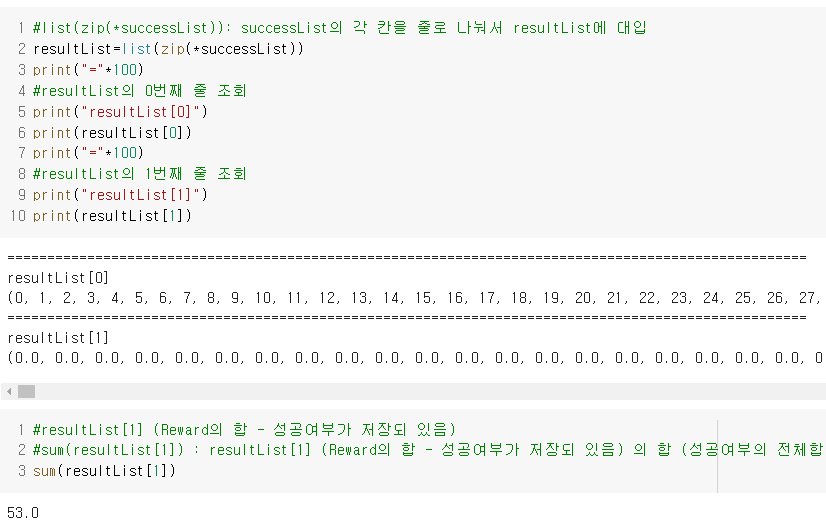 1 #list(zip(*successList)): successList의 각 칸을 줄로 나눠서 resultList에 대입
2 resultList=list(zip(*successList))
3 print("="*100)
4 #resultList의 0번째 줄 조회
5 print("resultList[0]")
6 print(resultList[0])
7 print("="*100)
8 #resultList의 1번째 줄 조회
9 print("resultList[1]")
10 print(resultList[1])
====================================================================================================
resultList[0]
(0, 1, 2, 3, 4, 5, 6, 7, 8, 9, 10, 11, 12, 13, 14, 15, 16, 17, 18, 19, 20, 21, 22, 23, 24, 25, 26, 27,
====================================================================================================
resultList[1]
(0.0, 0.0, 0.0, 0.0, 0.0, 0.0, 0.0, 0.0, 0.0, 0.0, 0.0, 0.0, 0.0, 0.0, 0.0, 0.0, 0.0, 0.0, 0.0, 0.0, 0
1 #resultList[1] (Reward의 합 - 성공여부가 저장되 있음)
2 #sum(resultList[1]) : resultList[1] (Reward의 합 - 성공여부가 저장되 있음) 의 합 (성공여부의 전체합
3 sum(resultList[1])
53.0